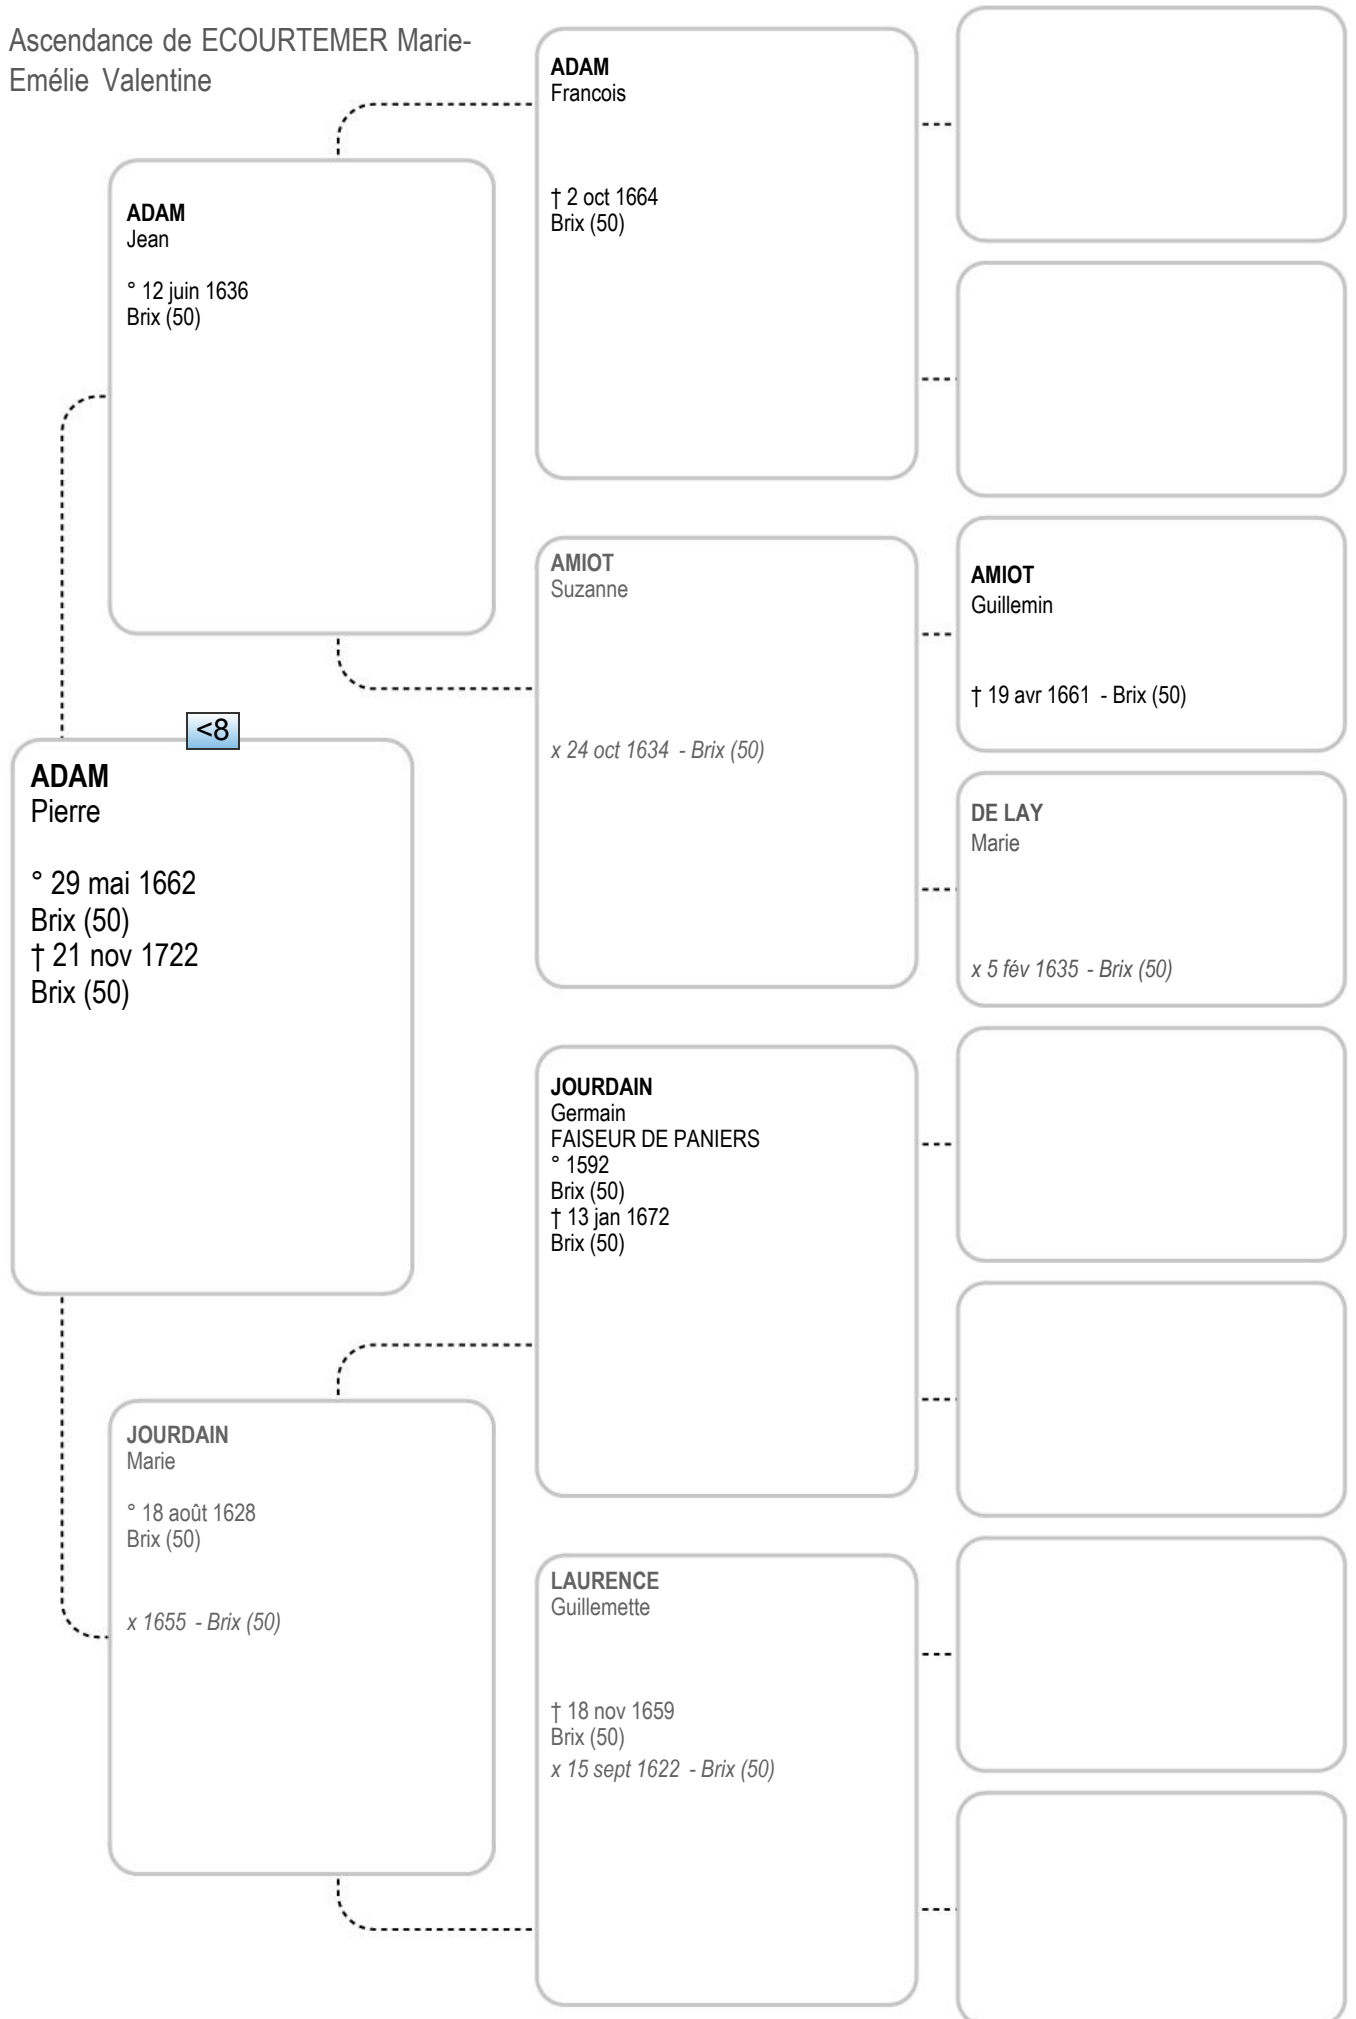 Ascendance de ECOURTEMER Marie-
Emélie Valentine
ADAM
Francois
† 2 oct 1664
Brix (50)
ADAM
Jean
° 12 juin 1636
Brix (50)
AMIOT
Suzanne
x 24 oct 1634 - Brix (50)
AMIOT
Guillemin
† 19 avr 1661 - Brix (50)
<8
ADAM
Pierre
° 29 mai 1662
Brix (50)
† 21 nov 1722
Brix (50)
DE LAY
Marie
x 5 fév 1635 - Brix (50)
JOURDAIN
Germain
FAISEUR DE PANIERS
° 1592
Brix (50)
† 13 jan 1672
Brix (50)
JOURDAIN
Marie
° 18 août 1628
Brix (50)
x 1655 - Brix (50)
LAURENCE
Guillemette
† 18 nov 1659
Brix (50)
x 15 sept 1622 - Brix (50)